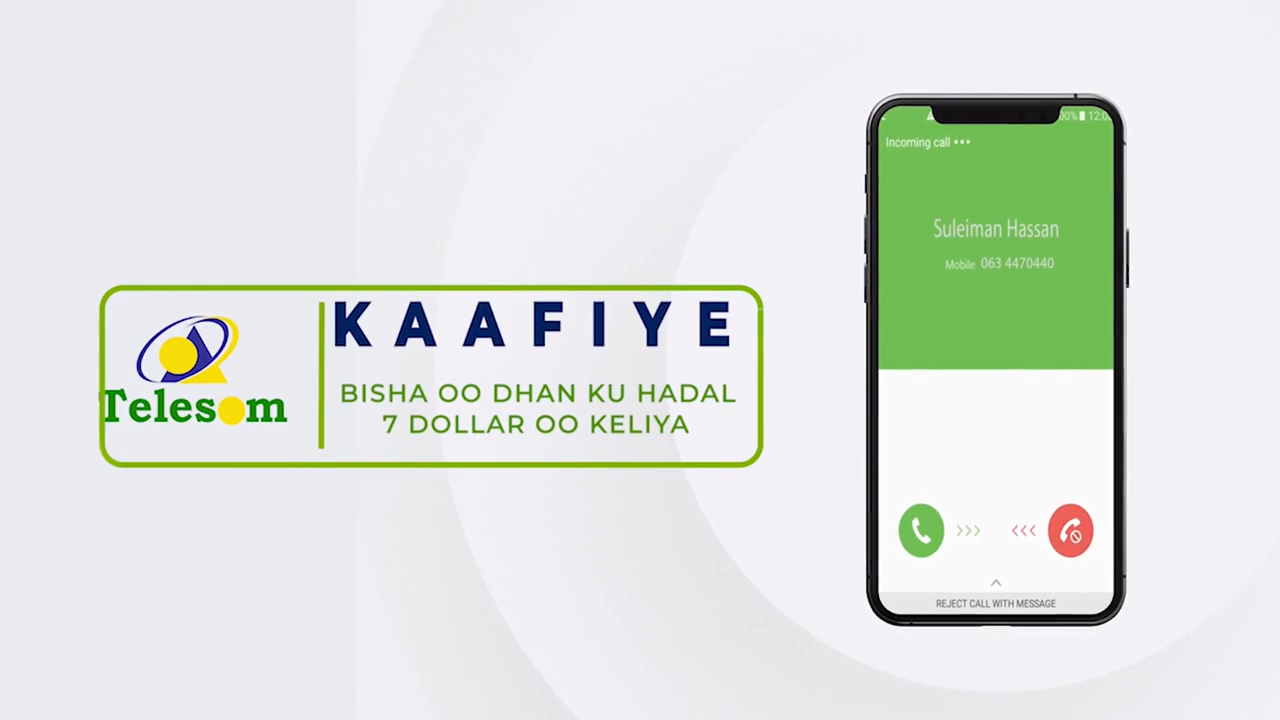 Telesom
KAAFIYE
BISHA OO DHAN KU HADAL
7 DOLLAR OO KELIYA
Incoming call •••
Suleiman Hassan
Mobile 063 4470440
REJECT CALL WITH MESSAGE